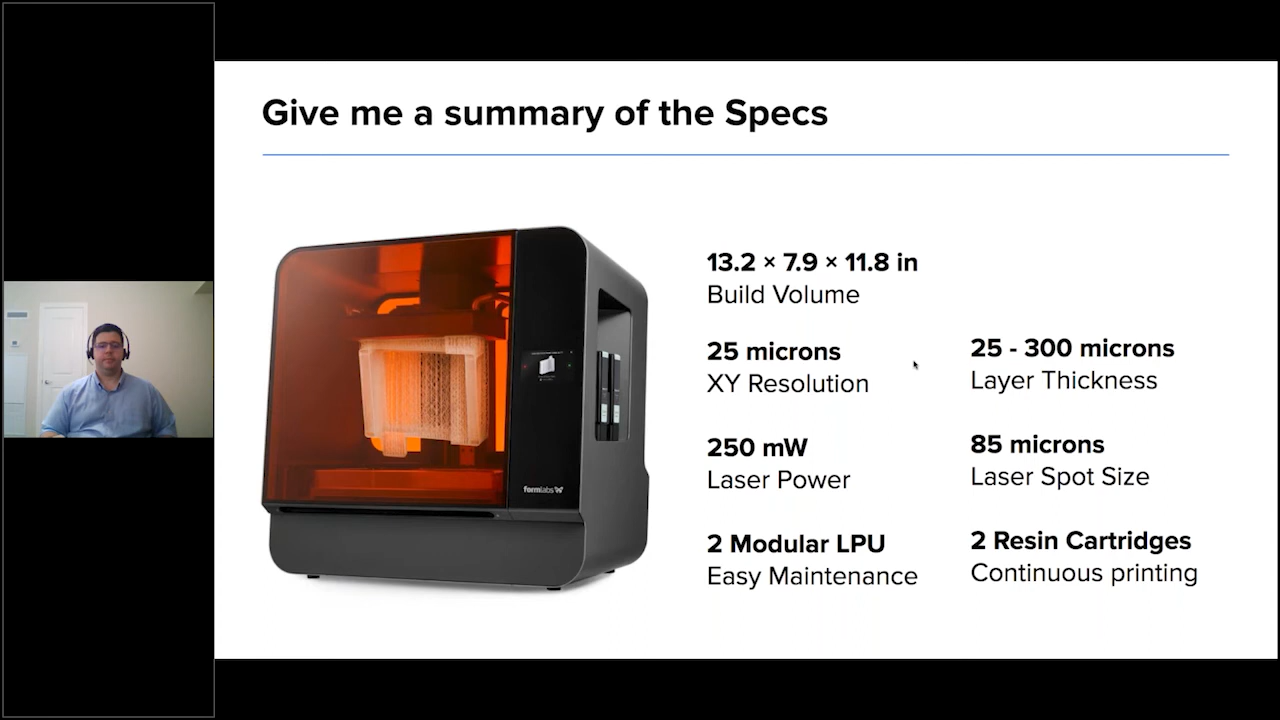 Give me a summary of the Specs
13.2 × 7.9 × 11.8 in
Build Volume
25 microns
XY Resolution
25 - 300 microns
Layer Thickness
250 mW
Laser Power
85 microns
Laser Spot Size
2 Modular LPU
Easy Maintenance
2 Resin Cartridges
Continuous printing
formlabs